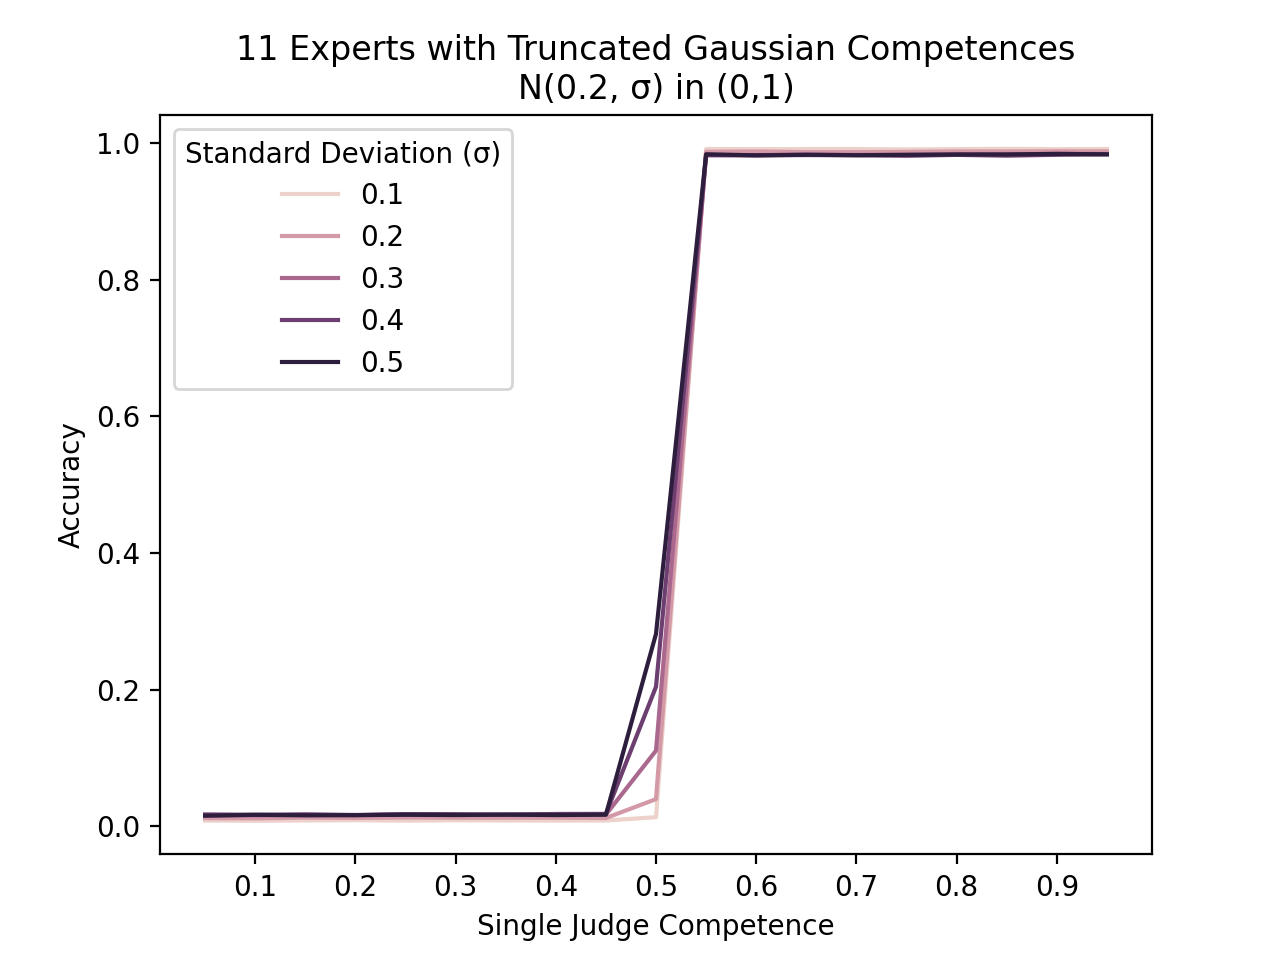 11 Experts with Truncated Gaussian Competences
N(0.2, σ) in (0,1)
Standard Deviation (σ)
0.1
0.2
0.3
0.4
0.5
1.0
0.8
0.6
0.4
0.2
0.0
Accuracy
0.1 0.2 0.3 0.4 0.5 0.6 0.7 0.8 0.9
Single Judge Competence